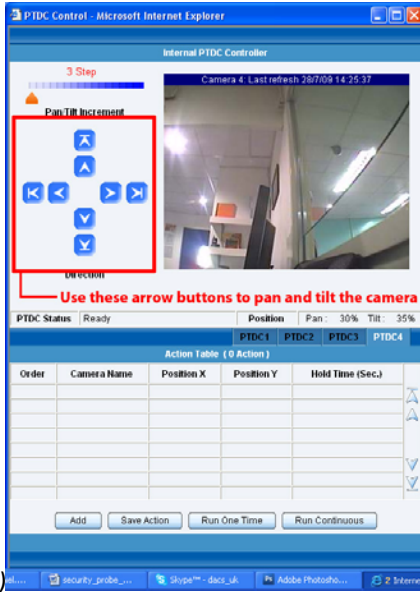 PTDC Control - Microsoft Internet Explorer
Internal PTDC Controller
3 Step
Camera 4: Last refresh 28/7/09 14:25:37
Pan/Tilt Increment
Direction
Use these arrow buttons to pan and tilt the camera
PTDC Status Ready Position Pan: 30% Tilt: 35%
PTDC1 PTDC2 PTDC3 PTDC4
Action Table ( 0 Action )
Order Camera Name Position X Position Y Hold Time (Sec.)
Add Save Action Run One Time Run Continuous
) security_probe_... Skype™ - dacs_uk Adobe Photosho... 2 Interne